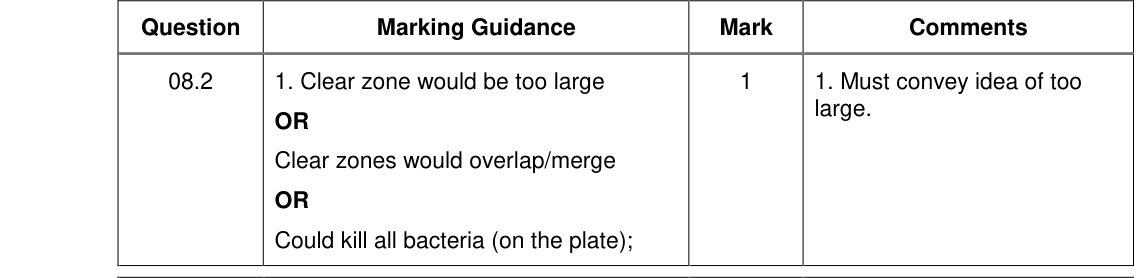 Question Marking Guidance Mark Comments
08.2 1. Clear zone would be too large 1 1. Must convey idea of too
large.
OR
Clear zones would overlap/merge
OR
Could kill all bacteria (on the plate);